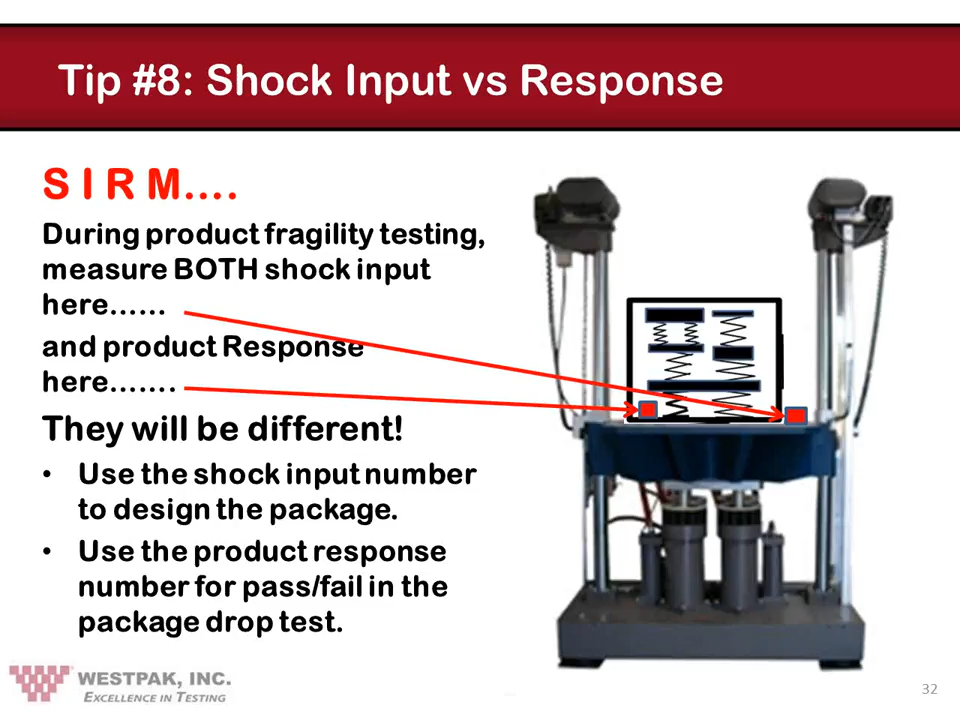 Tip #8: Shock Input vs Response
S I R M....
During product fragility testing,
measure BOTH shock input
here......
and product Response
here.......
They will be different!
• Use the shock input number
to design the package.
• Use the product response
number for pass/fail in the
package drop test.
WESTPAK, INC.
EXCELLENCE IN TESTING
32